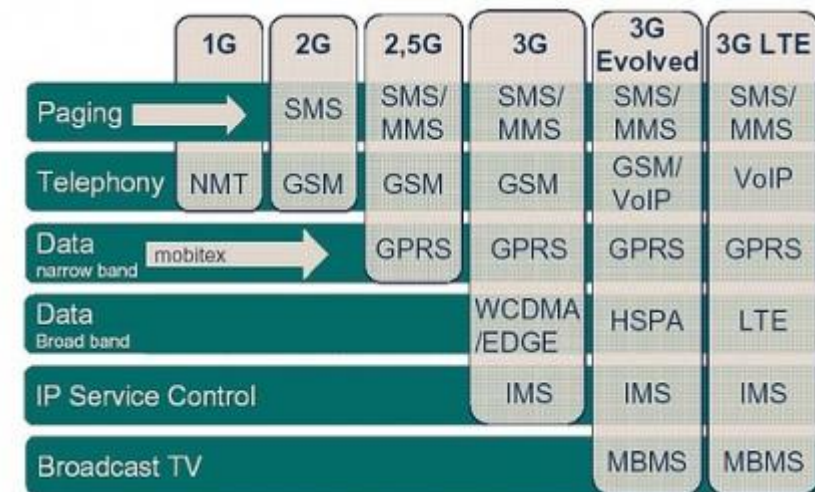 1G 2G 2,5G 3G 3G Evolved 3G LTE
Paging SMS SMS/ MMS SMS/ MMS SMS/ MMS SMS/ MMS
Telephony NMT GSM GSM GSM GSM/ VoIP VoIP
Data narrow band mobitex GPRS GPRS GPRS GPRS
Data Broad band WCDMA /EDGE HSPA LTE
IP Service Control IMS IMS IMS
Broadcast TV MBMS MBMS